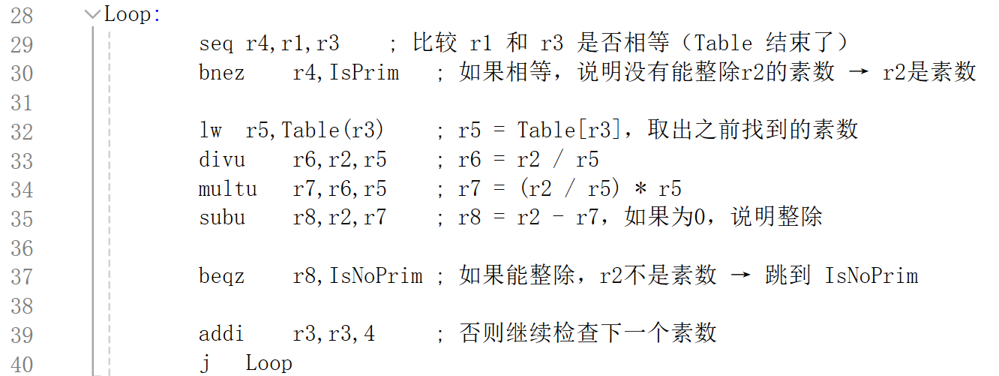 28 Loop:
29 seq r4,r1,r3 ; 比较 r1 和 r3 是否相等（Table 结束了）
30 bnez r4,IsPrim ; 如果相等，说明没有能整除r2的素数 → r2是素数
31
32 lw r5,Table(r3) ; r5 = Table[r3]，取出之前找到的素数
33 divu r6,r2,r5 ; r6 = r2 / r5
34 multu r7,r6,r5 ; r7 = (r2 / r5) * r5
35 subu r8,r2,r7 ; r8 = r2 - r7，如果为0，说明整除
36
37 beqz r8,IsNoPrim ; 如果能整除，r2不是素数 → 跳到 IsNoPrim
38
39 addi r3,r3,4 ; 否则继续检查下一个素数
40 j Loop